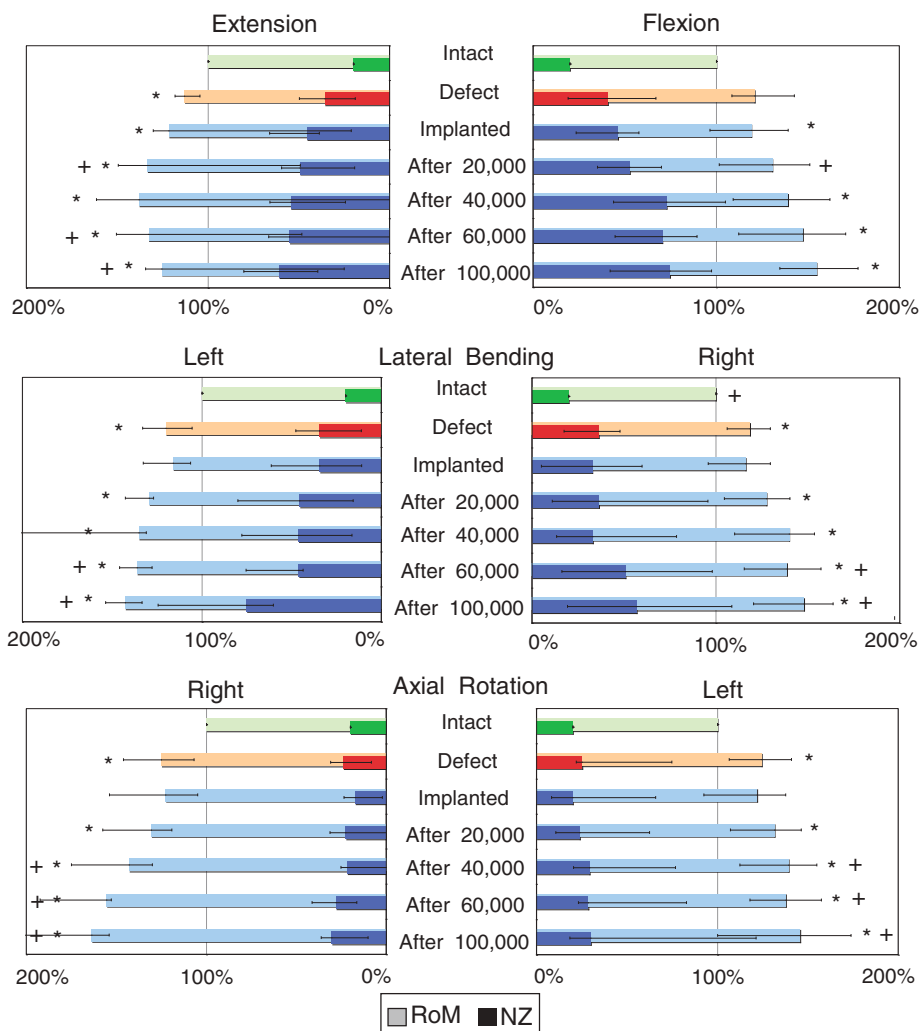 Extension Flexion
Intact
* Defect
* Implanted *
+ * After 20,000 +
* After 40,000 *
+ * After 60,000 *
+ * After 100,000 *
200% 100% 0% 0% 100% 200%
Left Lateral Bending Right
Intact +
* Defect *
Implanted
* After 20,000 *
* After 40,000 *
+ * After 60,000 * +
+ * After 100,000 * +
200% 100% 0% 0% 100% 200%
Right Axial Rotation Left
Intact
* Defect *
Implanted
* After 20,000 *
+ * After 40,000 * +
+ * After 60,000 * +
+ * After 100,000 * +
200% 100% 0% 0% 100% 200%
RoM NZ